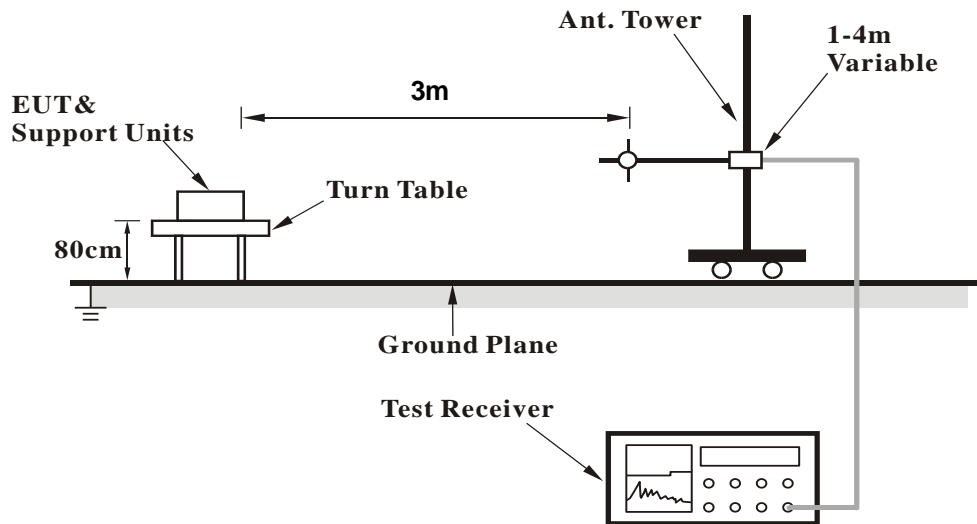 Ant. Tower
1-4m
Variable
3m
EUT&
Support Units
Turn Table
80cm
Ground Plane
Test Receiver